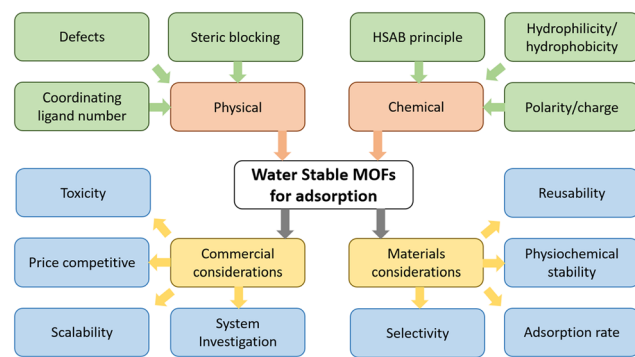 Defects
Steric blocking
HSAB principle
Hydrophilicity/
hydrophobicity
Coordinating
ligand number
Physical
Chemical
Polarity/charge
Water Stable MOFs
for adsorption
Toxicity
Reusability
Price competitive
Commercial
considerations
Materials
considerations
Physiochemical
stability
Scalability
System
Investigation
Selectivity
Adsorption rate